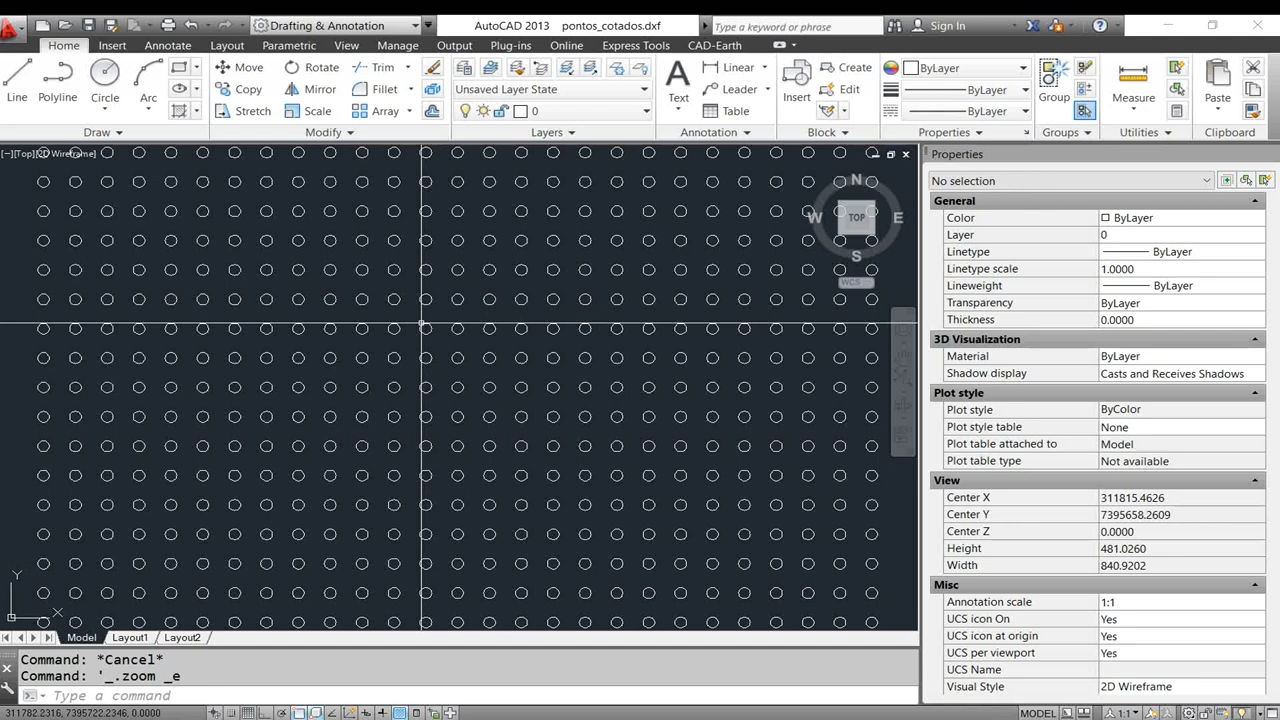 Drafting & Annotation
AutoCAD 2013 pontos_cotados.dxf
Type a keyword or phrase
Sign In
Home Insert Annotate Layout Parametric View Manage Output Plug-ins Online Express Tools CAD-Earth
Line Polyline Circle Arc
Move Rotate Trim
Copy Mirror Fillet
Stretch Scale Array
Unsaved Layer State
0
Text
Linear
Leader
Table
Insert
Create
Edit
ByLayer
ByLayer
ByLayer
Group
Measure
Paste
Draw Modify Layers Annotation Block Properties Groups Utilities Clipboard
[−][Top][2D Wireframe]
N
W TOP E
S
WCS
Y
X
Properties
No selection
General
Color ByLayer
Layer 0
Linetype ByLayer
Linetype scale 1.0000
Lineweight ByLayer
Transparency ByLayer
Thickness 0.0000
3D Visualization
Material ByLayer
Shadow display Casts and Receives Shadows
Plot style
Plot style ByColor
Plot style table None
Plot table attached to Model
Plot table type Not available
View
Center X 311815.4626
Center Y 7395658.2609
Center Z 0.0000
Height 481.0260
Width 840.9202
Misc
Annotation scale 1:1
UCS icon On Yes
UCS icon at origin Yes
UCS per viewport Yes
UCS Name
Visual Style 2D Wireframe
Model Layout1 Layout2
Command: *Cancel*
Command: '_.zoom _e
Type a command
311782.2316, 7395722.2346, 0.0000
MODEL
1:1